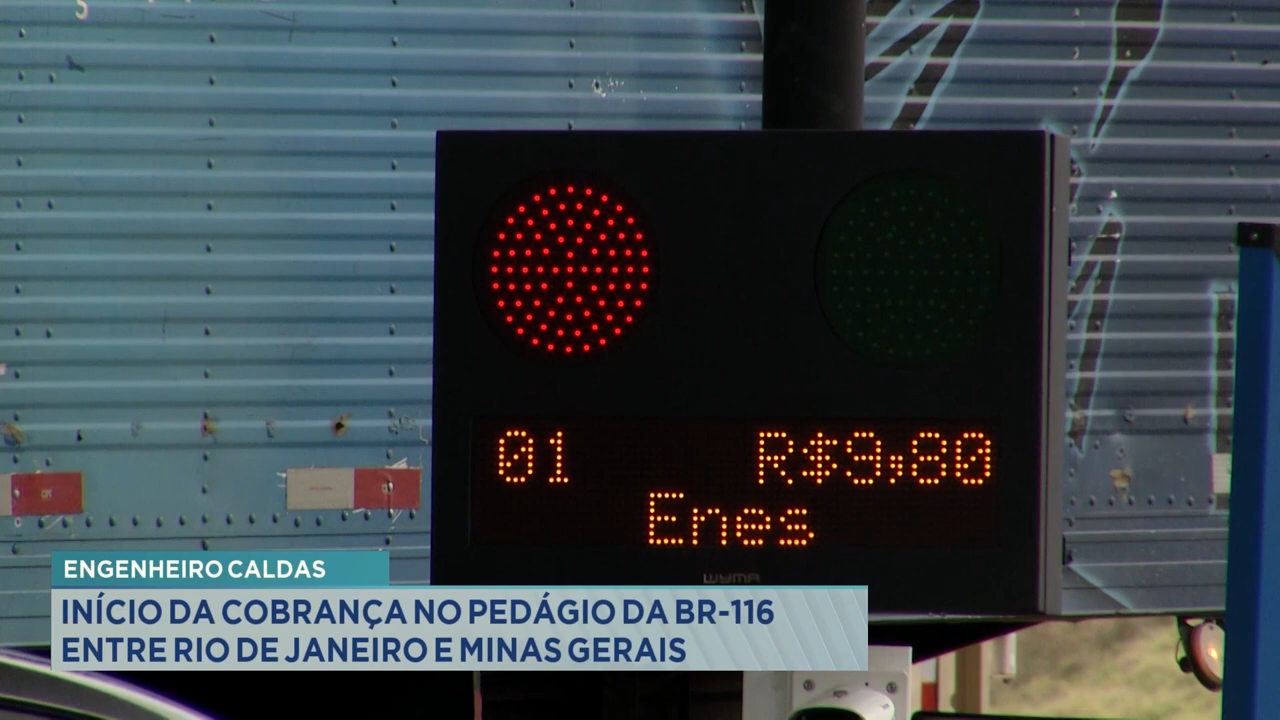 01 R$9,80
Enes
WYMA
ENGENHEIRO CALDAS
INÍCIO DA COBRANÇA NO PEDÁGIO DA BR-116
ENTRE RIO DE JANEIRO E MINAS GERAIS